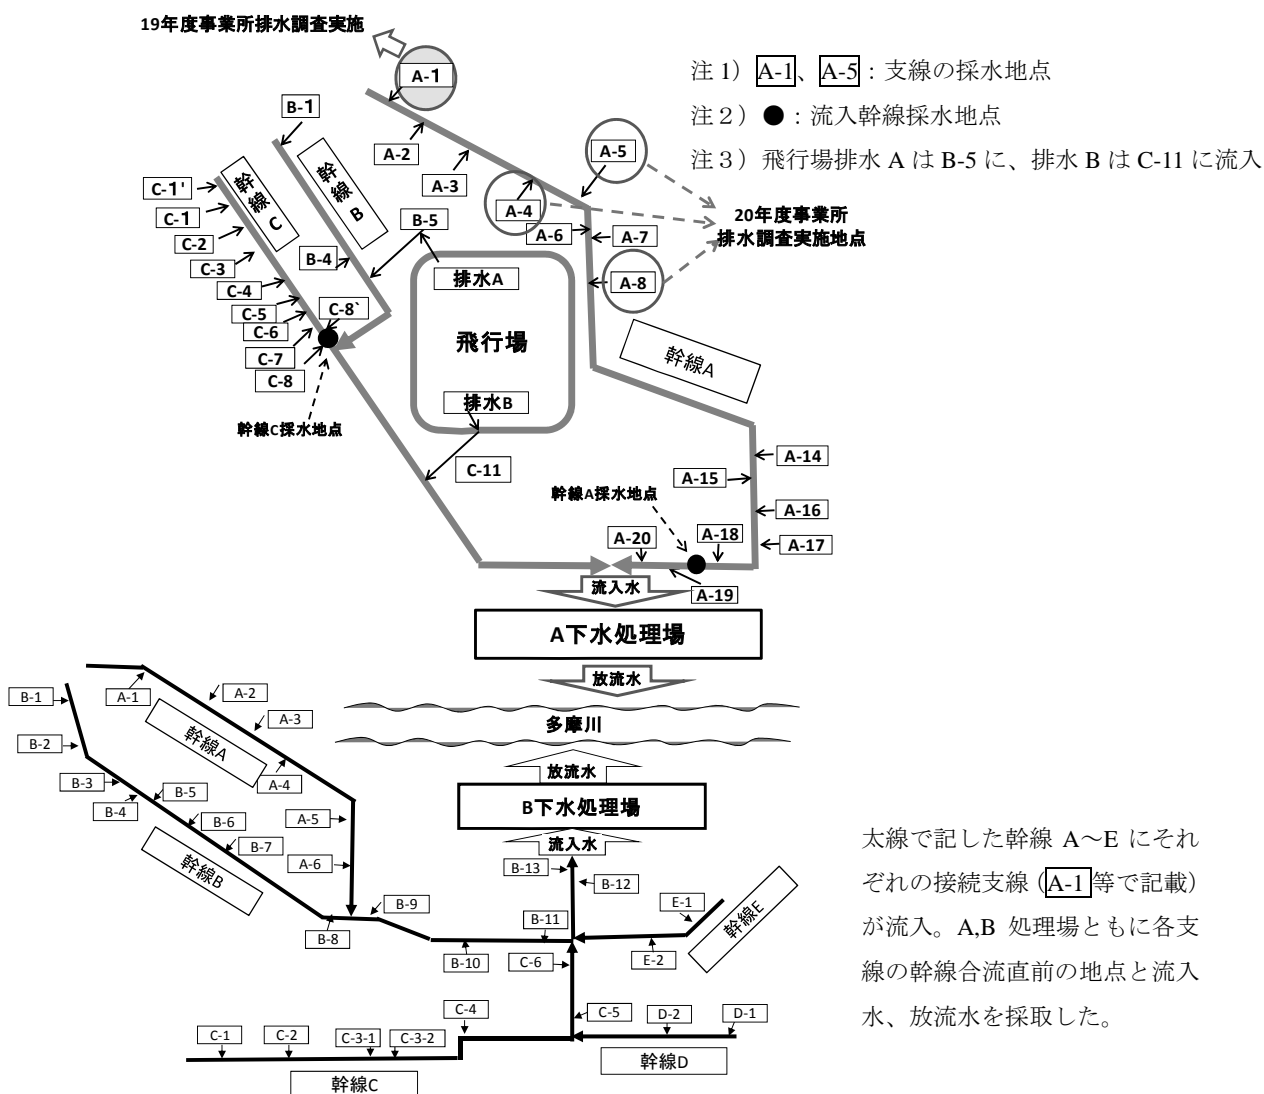 19年度事業所排水調査実施
A-1
注 1）A-1、A-5：支線の採水地点
注２）●：流入幹線採水地点
注３）飛行場排水 A は B-5 に、排水 B は C-11 に流入
B-1
A-2
A-3
A-5
A-4
20年度事業所
排水調査実施地点
幹線C
幹線B
C-1'
C-1
C-2
C-3
C-4
C-5
C-6
C-7
C-8
C-8`
B-5
B-4
A-6
A-7
A-8
排水A
飛行場
排水B
幹線A
幹線C採水地点
C-11
A-14
A-15
A-16
A-17
幹線A採水地点
A-20
A-18
A-19
流入水
A下水処理場
放流水
多摩川
放流水
B下水処理場
流入水
B-1
A-1
A-2
A-3
B-2
幹線A
A-4
B-3
B-4
B-5
B-6
B-7
A-5
A-6
幹線B
B-8
B-9
B-10
B-11
B-13
B-12
E-1
幹線E
E-2
C-6
C-4
C-5
D-2
D-1
C-1
C-2
C-3-1
C-3-2
幹線C
幹線D
太線で記した幹線 A～E にそれ
ぞれの接続支線（A-1 等で記載）
が流入。A,B 処理場ともに各支
線の幹線合流直前の地点と流入
水、放流水を採取した。